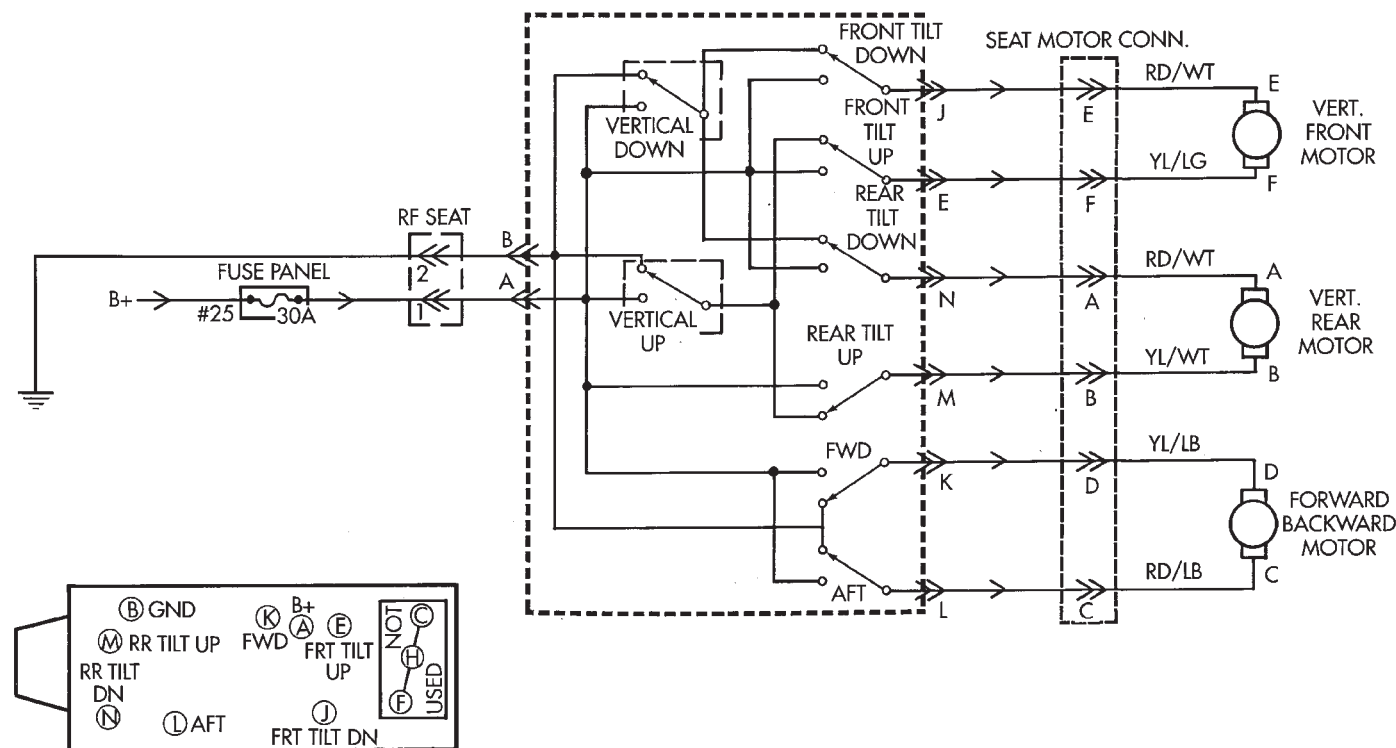 FRONT TILT
DOWN
SEAT MOTOR CONN.
RD/WT
E
VERT.
FRONT
MOTOR
VERTICAL
DOWN
FRONT
TILT
UP
J
E
YL/LG
F
E
F
REAR
TILT
DOWN
RF SEAT
B
2
A
FUSE PANEL
B+
#25
30A
1
VERTICAL
UP
RD/WT
A
N
A
VERT.
REAR
MOTOR
REAR TILT
UP
YL/WT
B
M
B
FWD
YL/LB
D
K
D
FORWARD
BACKWARD
MOTOR
AFT
RD/LB
C
L
C
B GND
K
FWD
B+
A
E
FRT TILT
UP
M RR TILT UP
RR TILT
DN
N
L AFT
J
FRT TILT DN
NOT
USED
C
H
F